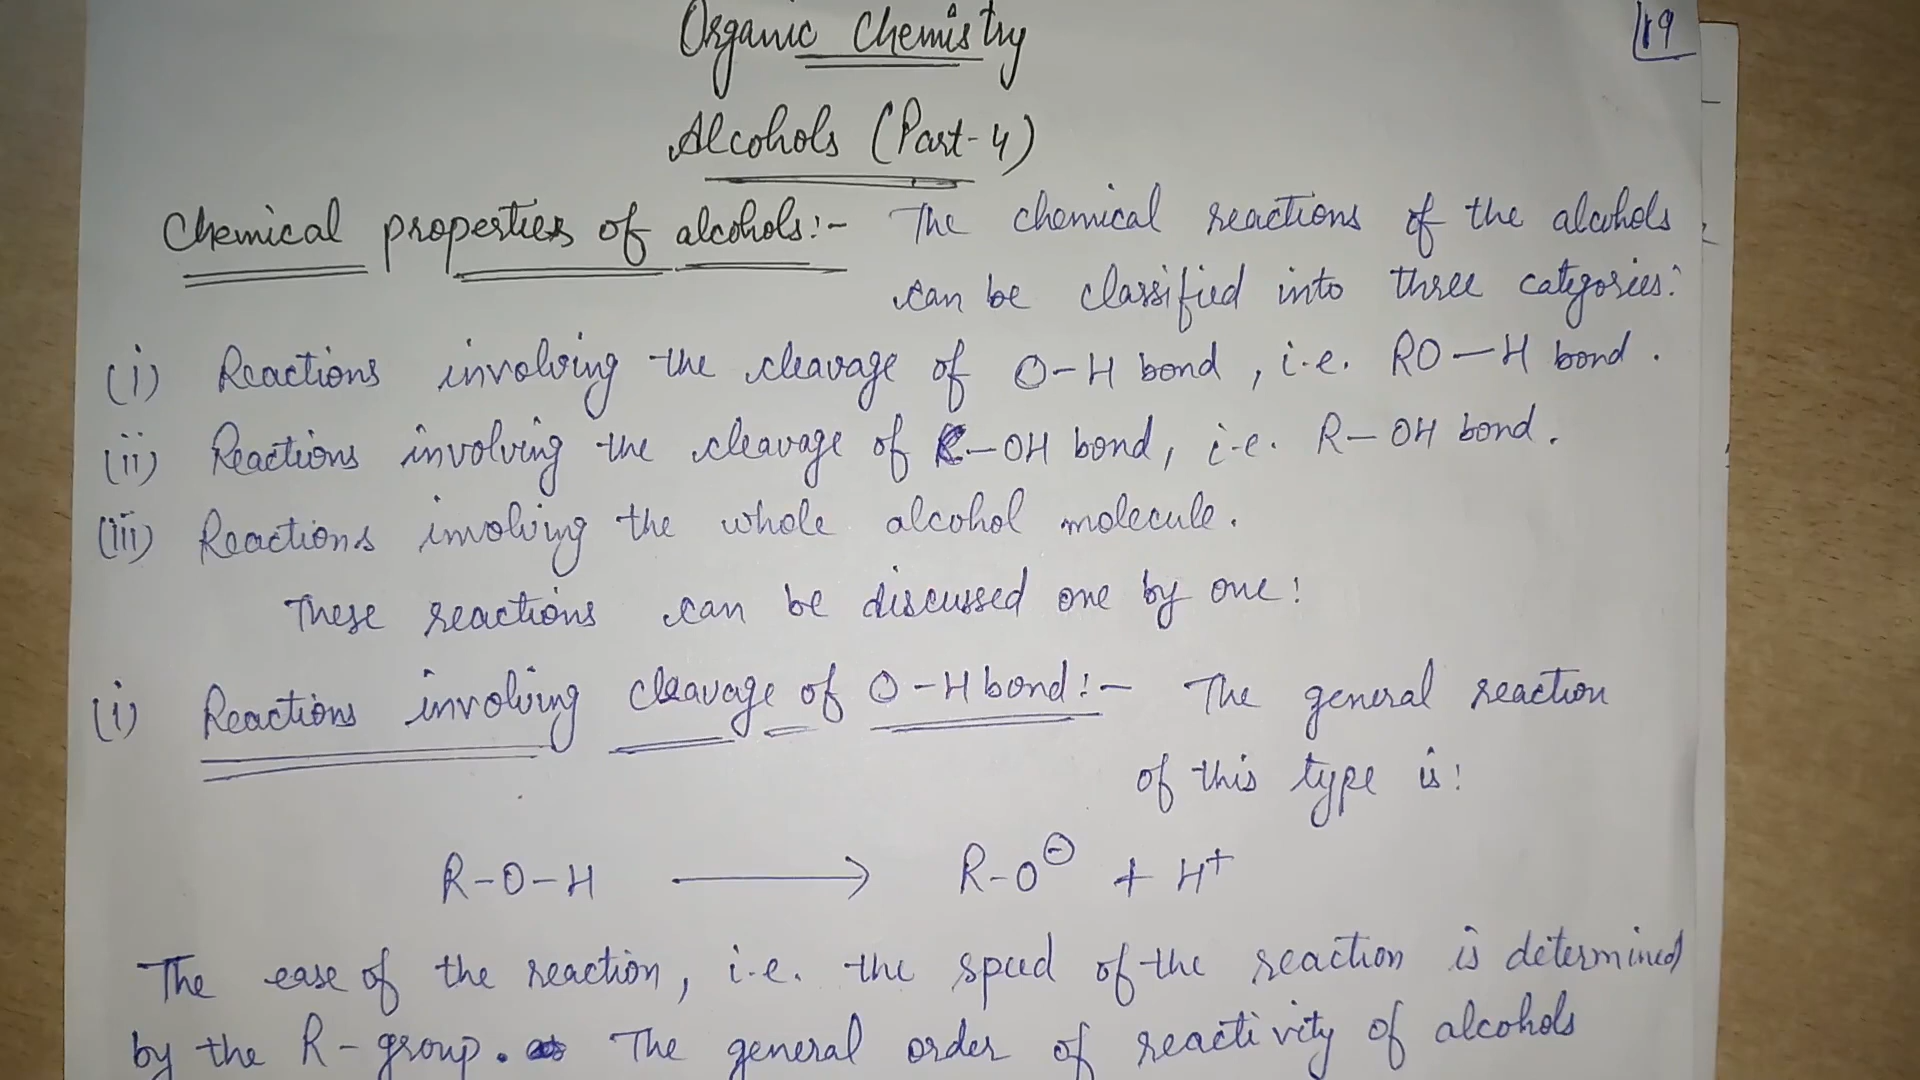 Organic Chemistry
19
Alcohols (Part-4)
Chemical properties of alcohols:- The chemical reactions of the alcohols
can be classified into three categories:
(i) Reactions involving the cleavage of O-H bond, i.e. RO-H bond.
(ii) Reactions involving the cleavage of C-OH bond, i.e. R-OH bond.
(iii) Reactions involving the whole alcohol molecule.
These reactions can be discussed one by one:
(i) Reactions involving cleavage of O-H bond:- The general reaction
of this type is:
R-O-H ⟶ R-O⊖ + H⁺
The ease of the reaction, i.e. the speed of the reaction is determined
by the R-group. The general order of reactivity of alcohols